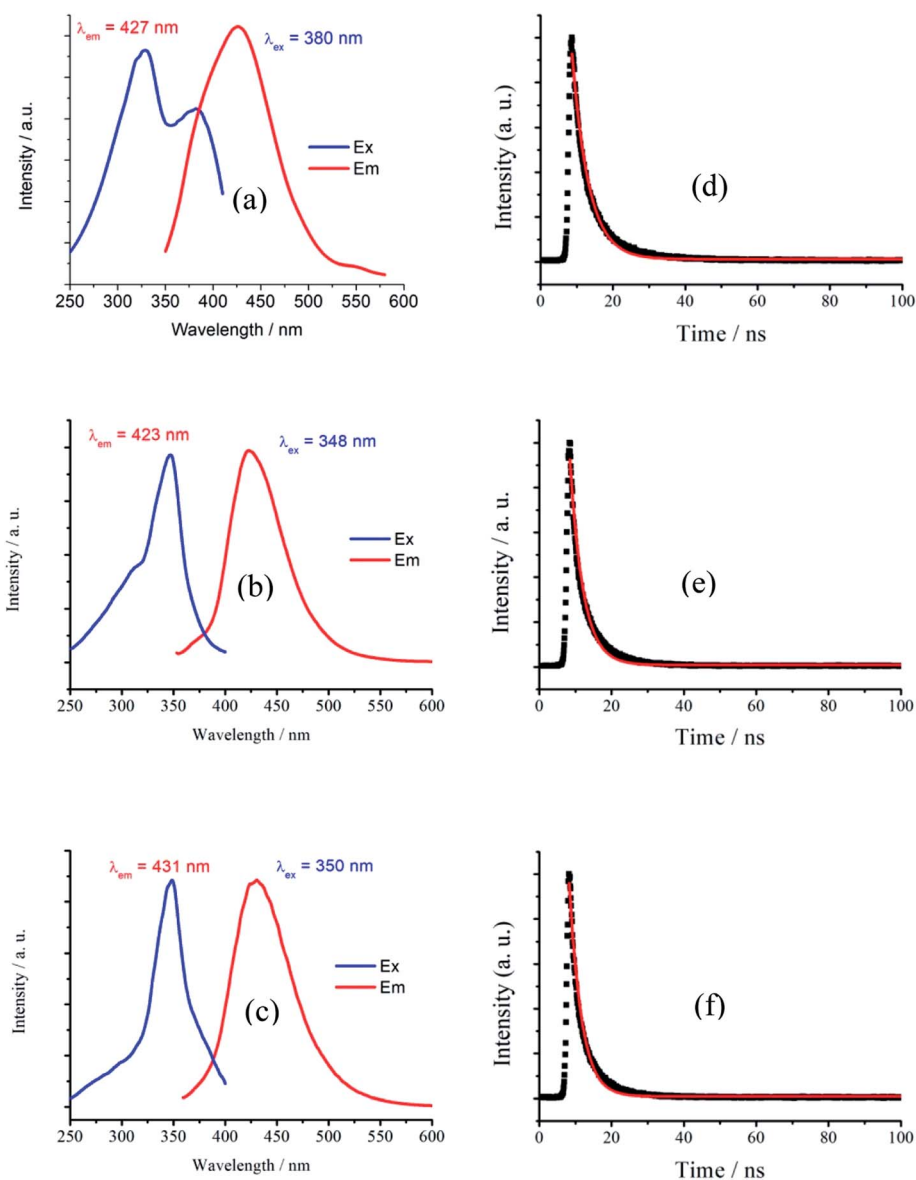 λem = 427 nm
λex = 380 nm
Intensity / a.u.
Ex
Em
(a)
250 300 350 400 450 500 550 600
Wavelength / nm
Intensity (a. u.)
(d)
0 20 40 60 80 100
Time / ns
λem = 423 nm
λex = 348 nm
Intensity / a. u.
Ex
Em
(b)
250 300 350 400 450 500 550 600
Wavelength / nm
Intensity / a. u.
(e)
0 20 40 60 80 100
Time / ns
λem = 431 nm
λex = 350 nm
Intensity / a. u.
Ex
Em
(c)
250 300 350 400 450 500 550 600
Wavelength / nm
Intensity (a. u.)
(f)
0 20 40 60 80 100
Time / ns